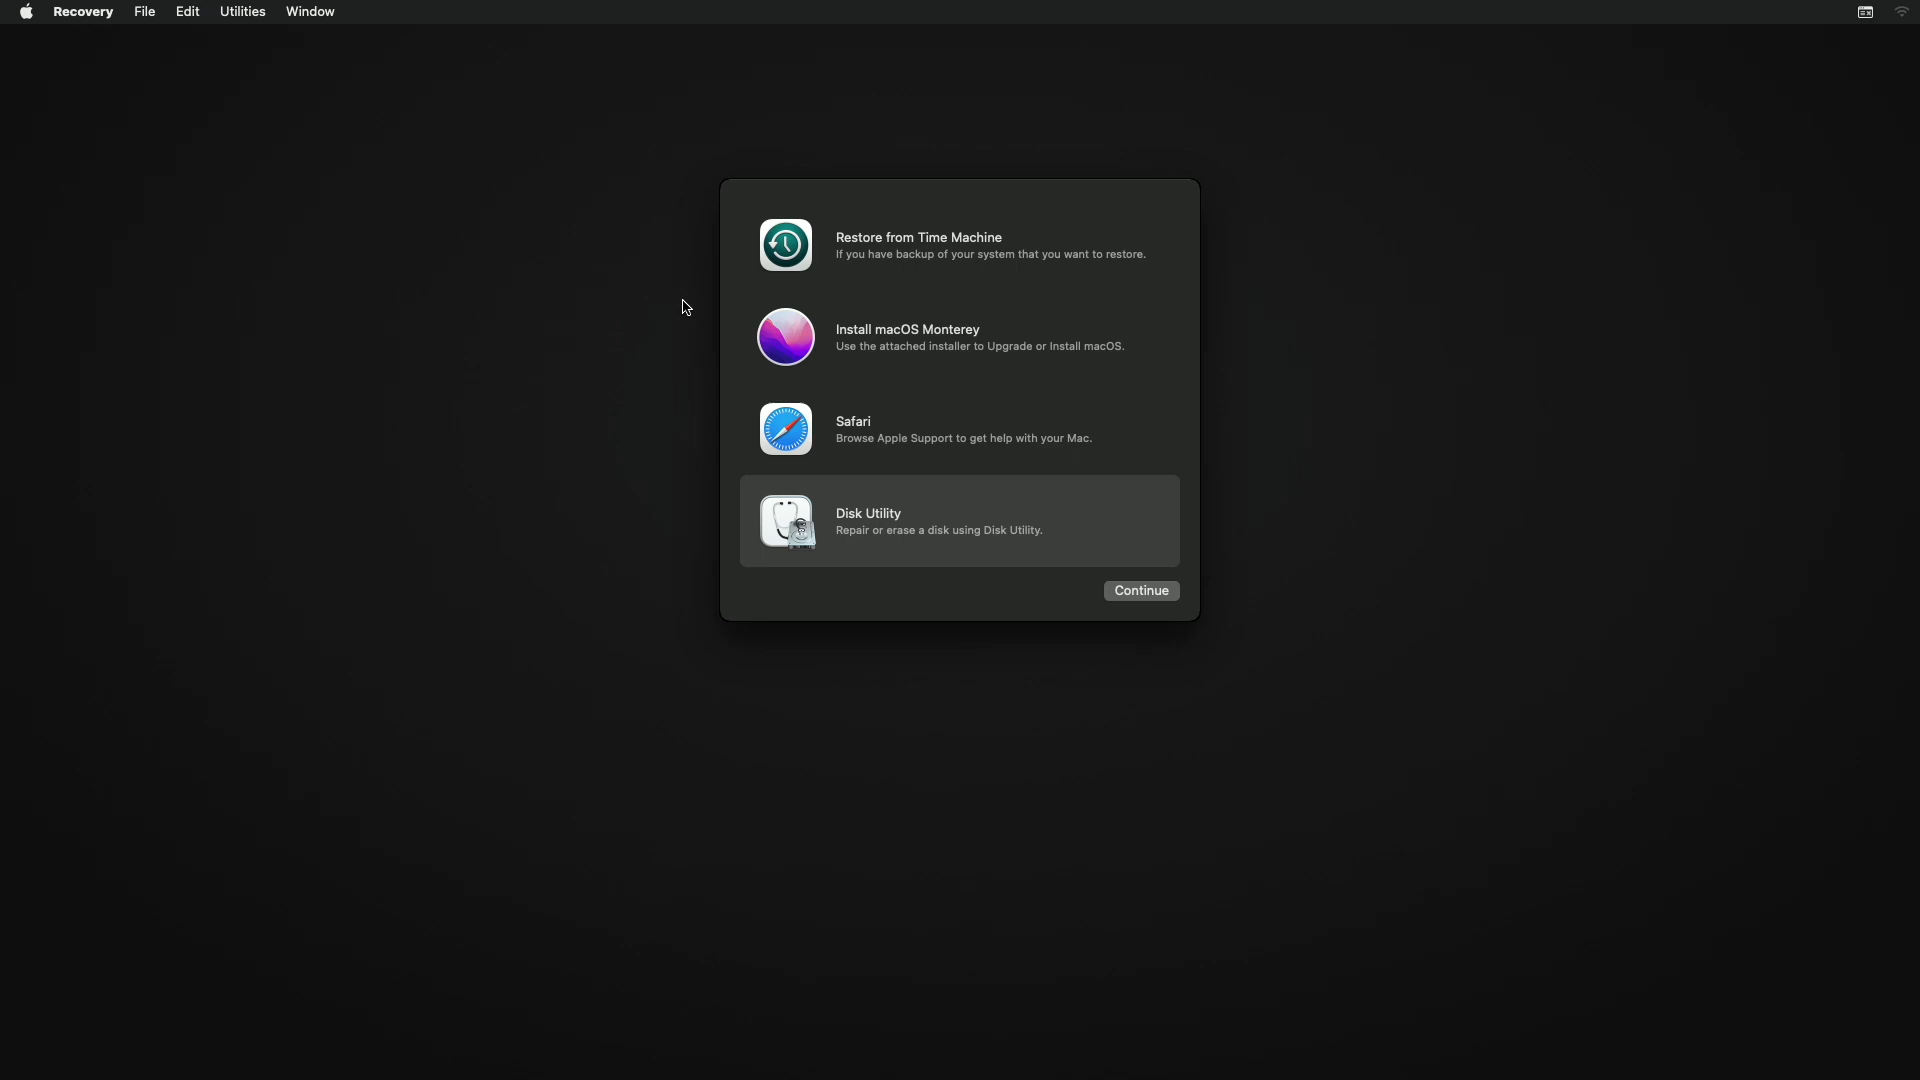 Recovery File Edit Utilities Window
Restore from Time Machine
If you have backup of your system that you want to restore.
Install macOS Monterey
Use the attached installer to Upgrade or Install macOS.
Safari
Browse Apple Support to get help with your Mac.
Disk Utility
Repair or erase a disk using Disk Utility.
Continue